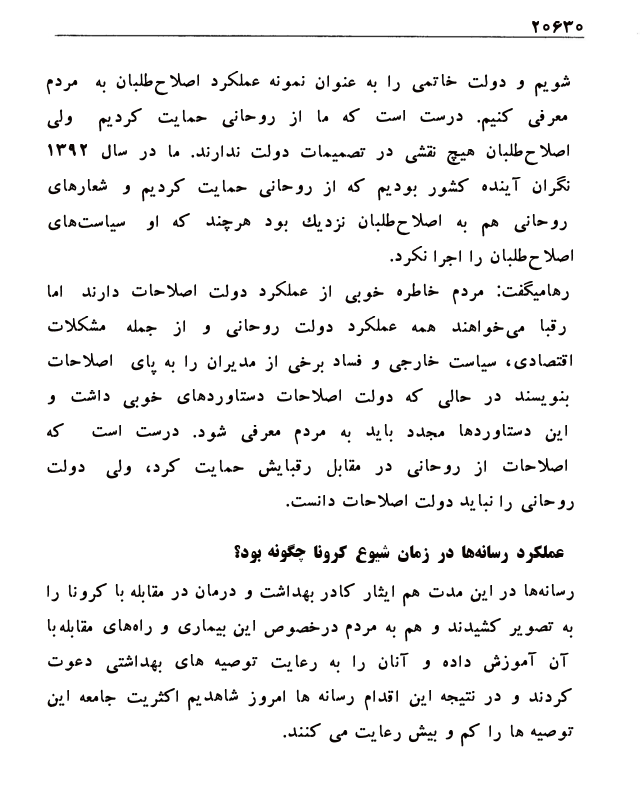 ۲۰۶۳۰
شویم و دولت خاتمی را به عنوان نمونه عملکرد اصلاح‌طلبان به مردم
معرفی کنیم. درست است که ما از روحانی حمایت کردیم ولی
اصلاح‌طلبان هیچ نقشی در تصمیمات دولت ندارند. ما در سال ۱۳۹۲
نگران آینده کشور بودیم که از روحانی حمایت کردیم و شعارهای
روحانی هم به اصلاح‌طلبان نزدیك بود هرچند که او سیاست‌های
اصلاح‌طلبان را اجرا نکرد.
رهامیگفت: مردم خاطره خوبی از عملکرد دولت اصلاحات دارند اما
رقبا می‌خواهند همه عملکرد دولت روحانی و از جمله مشکلات
اقتصادی، سیاست خارجی و فساد برخی از مدیران را به پای اصلاحات
بنویسند در حالی که دولت اصلاحات دستاوردهای خوبی داشت و
این دستاوردها مجدد باید به مردم معرفی شود. درست است که
اصلاحات از روحانی در مقابل رقبایش حمایت کرد، ولی دولت
روحانی را نباید دولت اصلاحات دانست.
عملکرد رسانه‌ها در زمان شیوع کرونا چگونه بود؟
رسانه‌ها در این مدت هم ایثار کادر بهداشت و درمان در مقابله با کرونا را
به تصویر کشیدند و هم به مردم درخصوص این بیماری و راه‌های مقابله با
آن آموزش داده و آنان را به رعایت توصیه های بهداشتی دعوت
کردند و در نتیجه این اقدام رسانه ها امروز شاهدیم اکثریت جامعه این
توصیه ها را کم و بیش رعایت می کنند.